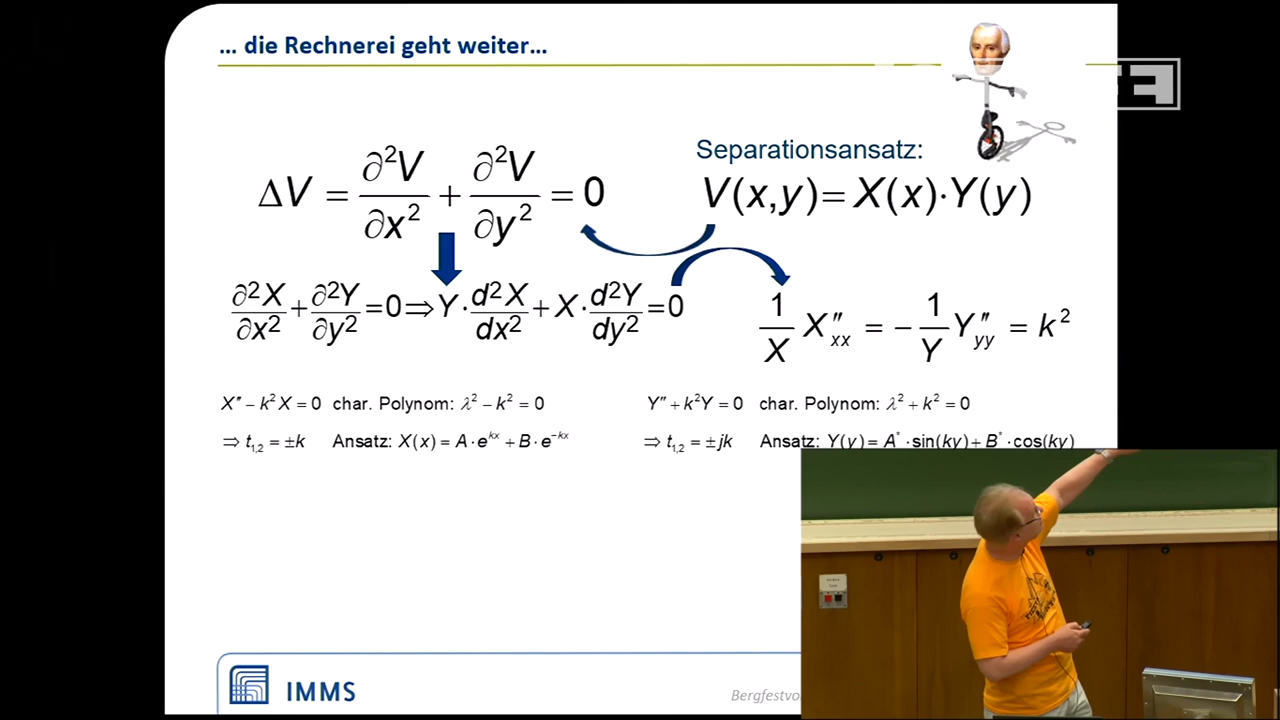 ... die Rechnerei geht weiter...
Separationsansatz:
ΔV = ∂²V/∂x² + ∂²V/∂y² = 0
V(x,y)=X(x)·Y(y)
∂²X/∂x² + ∂²Y/∂y² =0⇒ Y·d²X/dx² + X·d²Y/dy² =0
1/X X″xx = − 1/Y Y″yy = k²
X″ − k²X = 0 char. Polynom: λ² − k² = 0
⇒ t1,2 = ±k Ansatz: X(x) = A·e^kx + B·e^−kx
Y″ + k²Y = 0 char. Polynom: λ² + k² = 0
⇒ t1,2 = ± jk Ansatz: Y(y) = A*·sin(ky) + B*·cos(ky)
IMMS